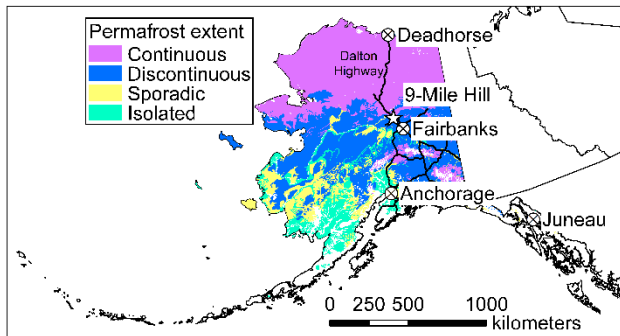 Permafrost extent
Continuous
Discontinuous
Sporadic
Isolated
Deadhorse
Dalton
Highway
9-Mile Hill
Fairbanks
Anchorage
Juneau
0 250 500 1000
kilometers